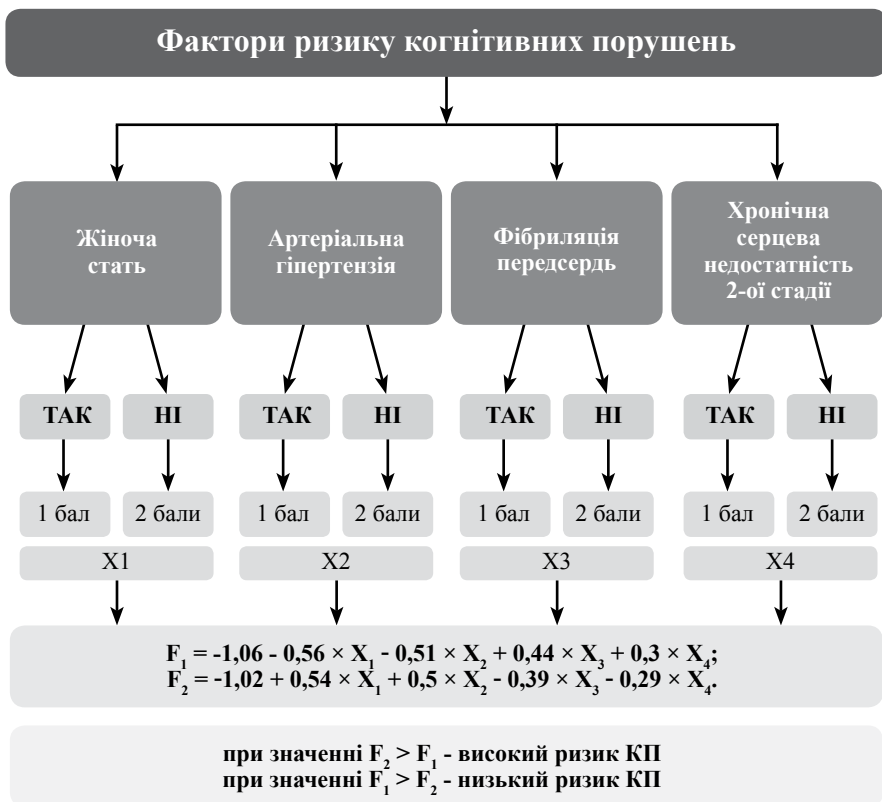 Фактори ризику когнітивних порушень
Жіноча
стать
Артеріальна
гіпертензія
Фібриляція
передсердь
Хронічна
серцева
недостатність
2-ої стадії
ТАК
НІ
ТАК
НІ
ТАК
НІ
ТАК
НІ
1 бал
2 бали
1 бал
2 бали
1 бал
2 бали
1 бал
2 бали
X1
X2
X3
X4
F₁ = -1,06 - 0,56 × X₁ - 0,51 × X₂ + 0,44 × X₃ + 0,3 × X₄;
F₂ = -1,02 + 0,54 × X₁ + 0,5 × X₂ - 0,39 × X₃ - 0,29 × X₄.
при значенні F₂ > F₁ - високий ризик КП
при значенні F₁ > F₂ - низький ризик КП